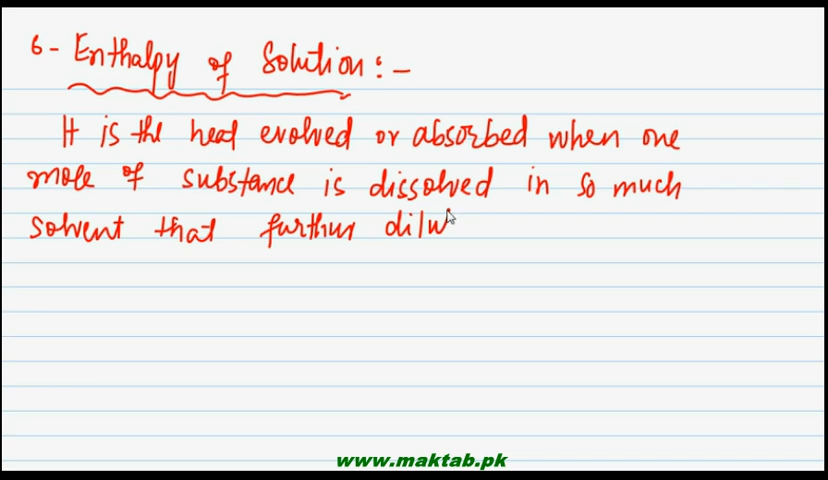 6- Enthalpy of Solution:-
It is the heat evolved or absorbed when one
mole of substance is dissolved in so much
solvent that further dilu
www.maktab.pk